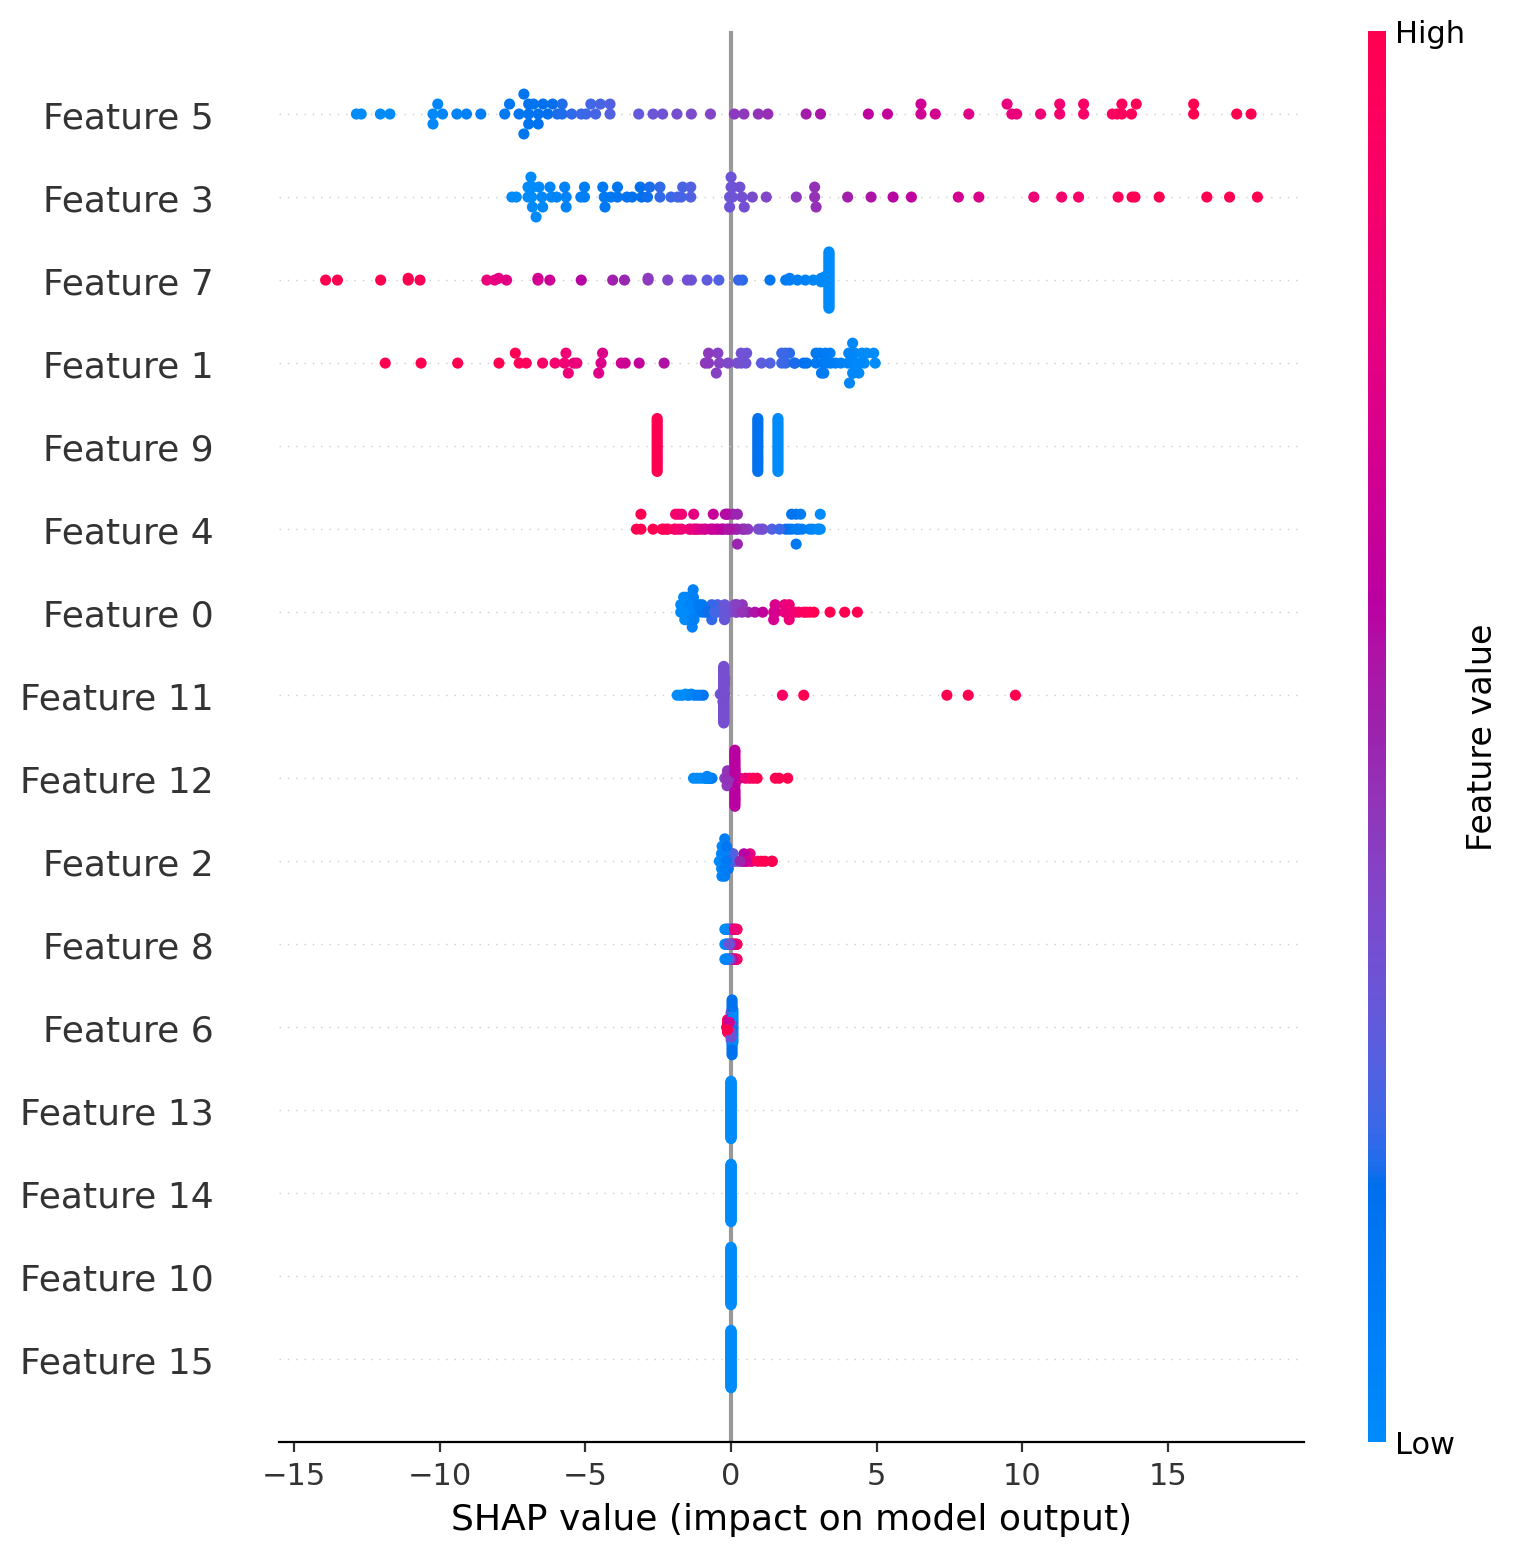 High
Feature 5
Feature 3
Feature 7
Feature 1
Feature 9
Feature 4
Feature 0
Feature 11
Feature 12
Feature 2
Feature 8
Feature 6
Feature 13
Feature 14
Feature 10
Feature 15
Feature value
Low
−15 −10 −5 0 5 10 15
SHAP value (impact on model output)